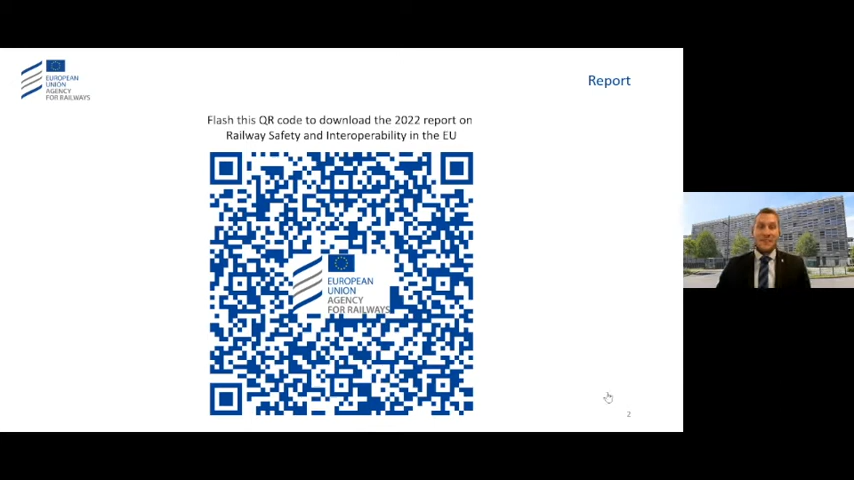 EUROPEAN
UNION
AGENCY
FOR RAILWAYS
Report
Flash this QR code to download the 2022 report on
Railway Safety and Interoperability in the EU
EUROPEAN
UNION
AGENCY
FOR RAILWAYS
2